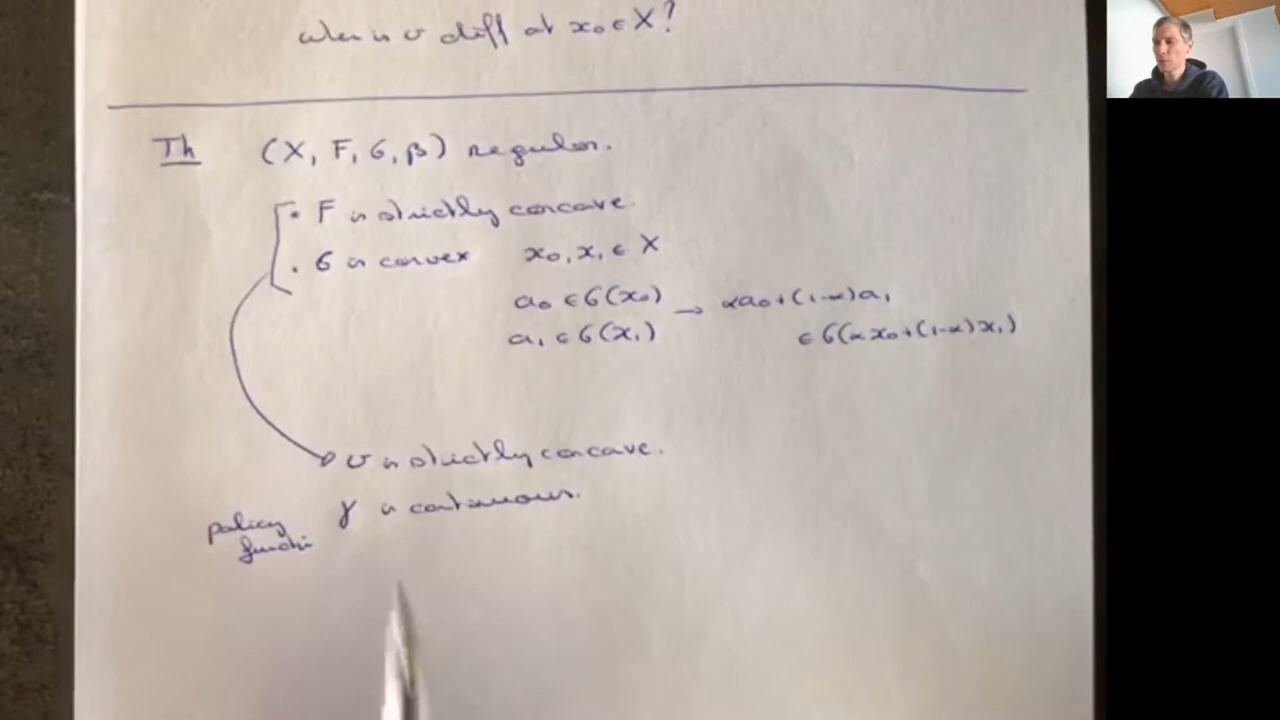 when is v diff at x₀ ∈ X?
Th (X, F, G, β) regular.
• F is strictly concave.
• G is convex x₀, x₁ ∈ X
a₀ ∈ G(x₀) → αa₀ + (1-α)a₁
a₁ ∈ G(x₁) ∈ G(αx₀ + (1-α)x₁)
v is strictly concave.
policy γ is continuous.
functi